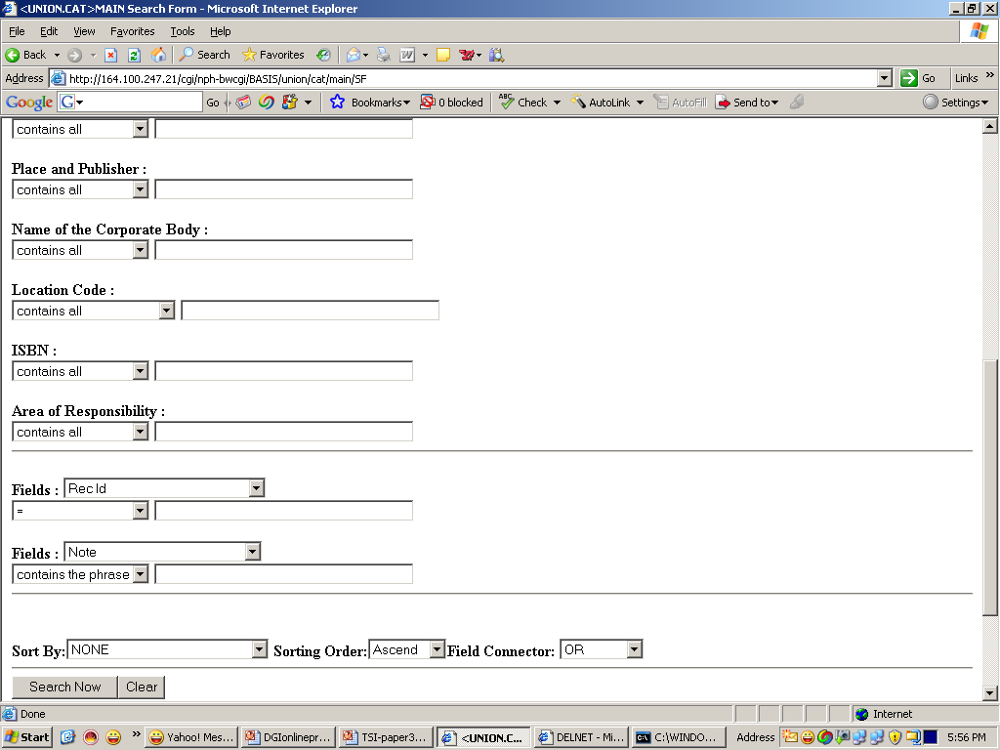 <UNION.CAT>MAIN Search Form - Microsoft Internet Explorer
File Edit View Favorites Tools Help
Back Search Favorites W
Address http://164.100.247.21/cgi/nph-bwcgi/BASIS/union/cat/main/SF Go Links »
Google G Go Bookmarks 0 blocked ABC Check AutoLink AutoFill Send to Settings
contains all
Place and Publisher :
contains all
Name of the Corporate Body :
contains all
Location Code :
contains all
ISBN :
contains all
Area of Responsibility :
contains all
Fields : Rec Id
=
Fields : Note
contains the phrase
Sort By: NONE Sorting Order: Ascend Field Connector: OR
Search Now Clear
Done Internet
Start » Yahoo! Mes... DGIonlinepr... TSI-paper3... <UNION.C... DELNET - Mi... C:\WINDO... Address » 5:56 PM